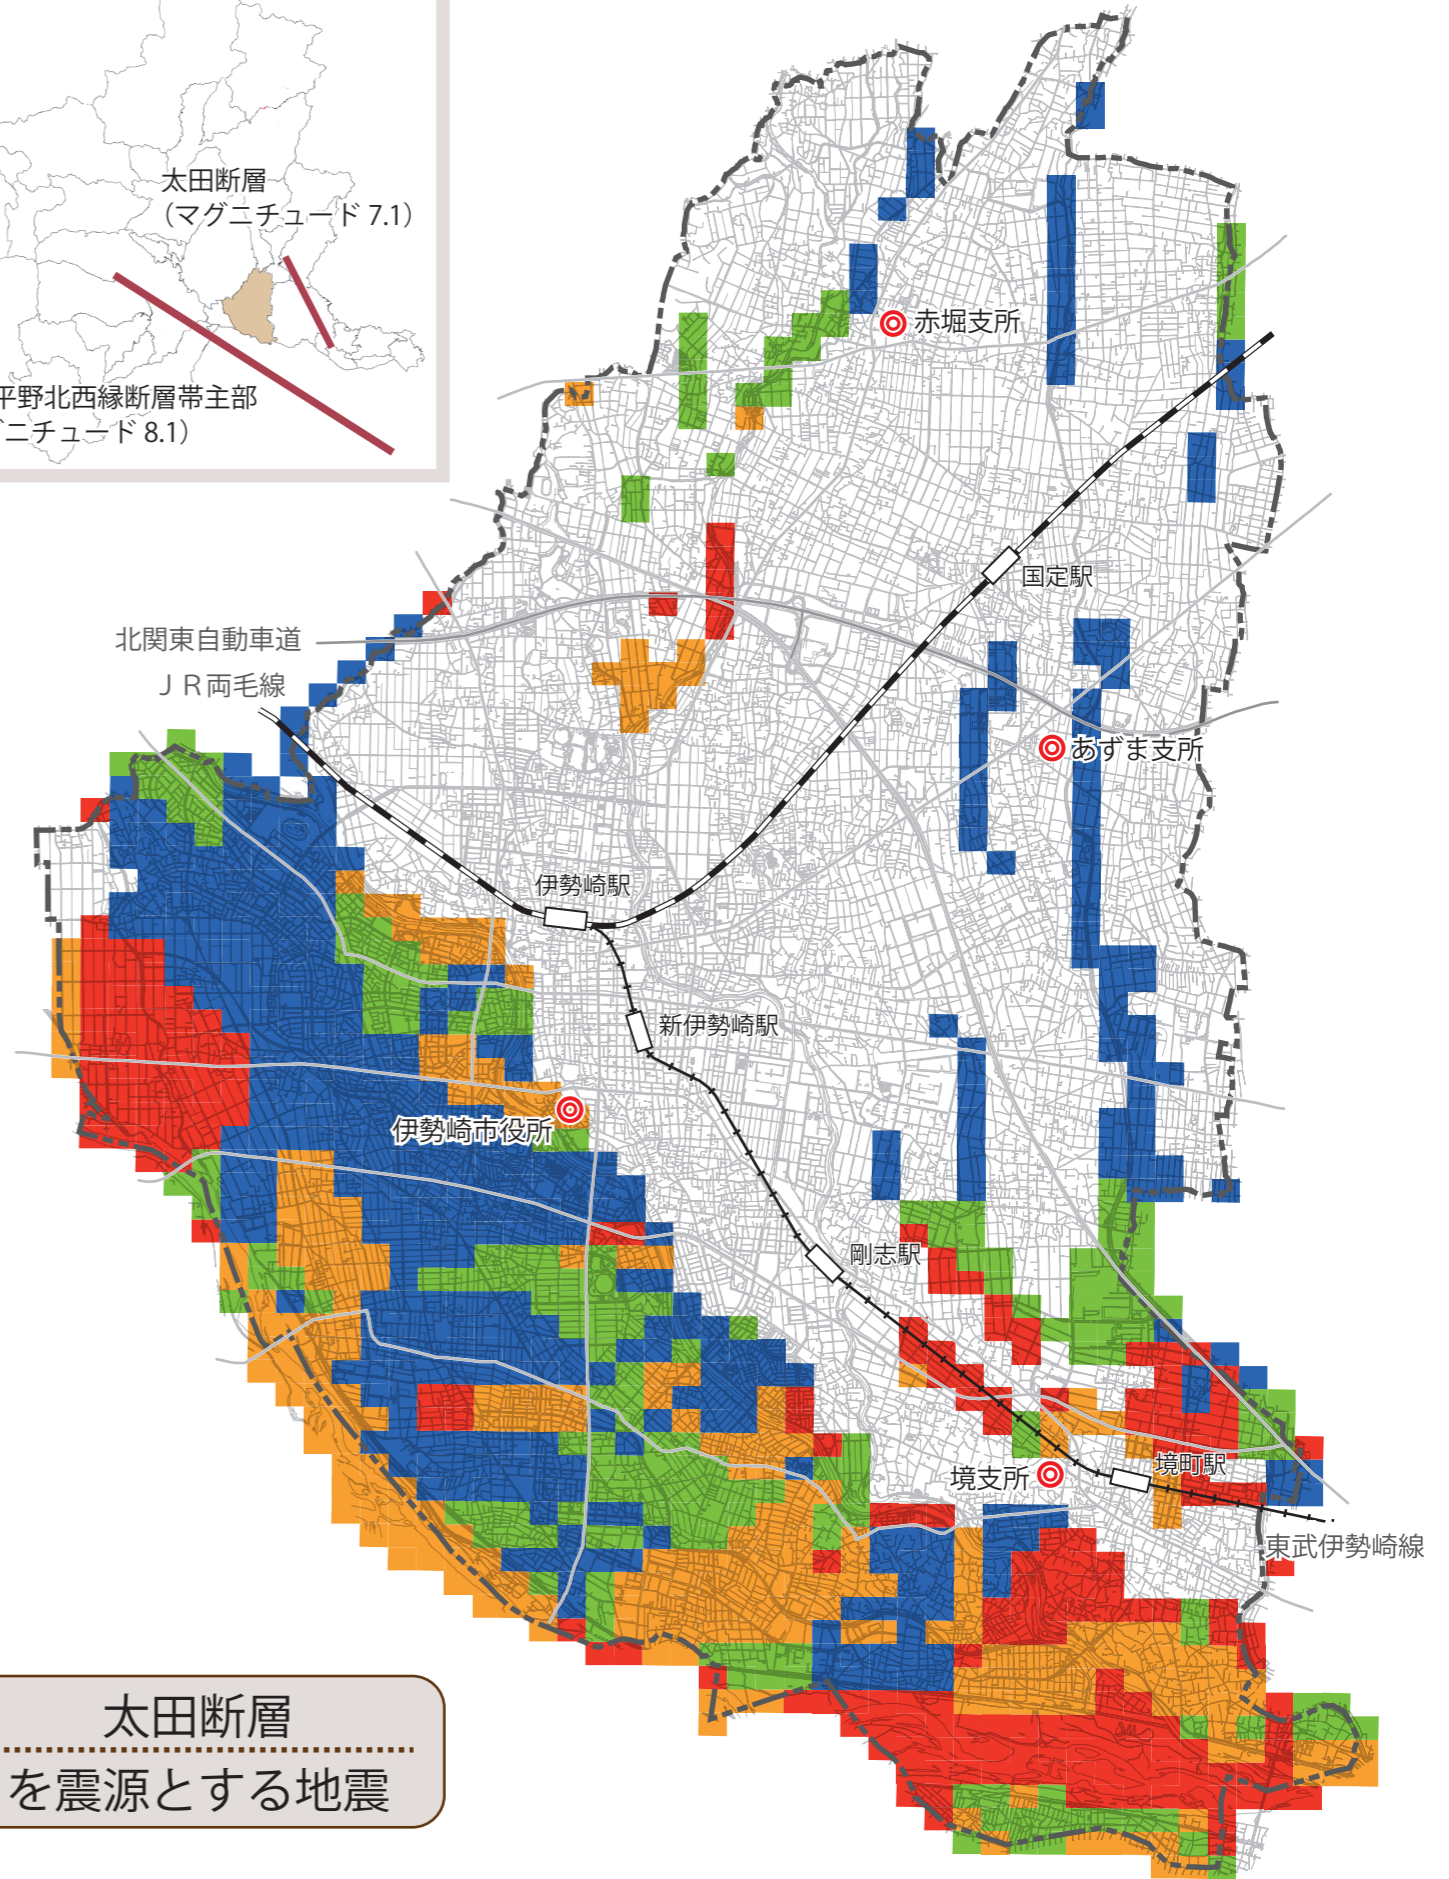 太田断層
（マグニチュード 7.1）
平野北西縁断層帯主部
ニチュード 8.1）
赤堀支所
国定駅
北関東自動車道
ＪＲ両毛線
あずま支所
伊勢崎駅
新伊勢崎駅
伊勢崎市役所
剛志駅
境支所
境町駅
東武伊勢崎線
太田断層
を震源とする地震